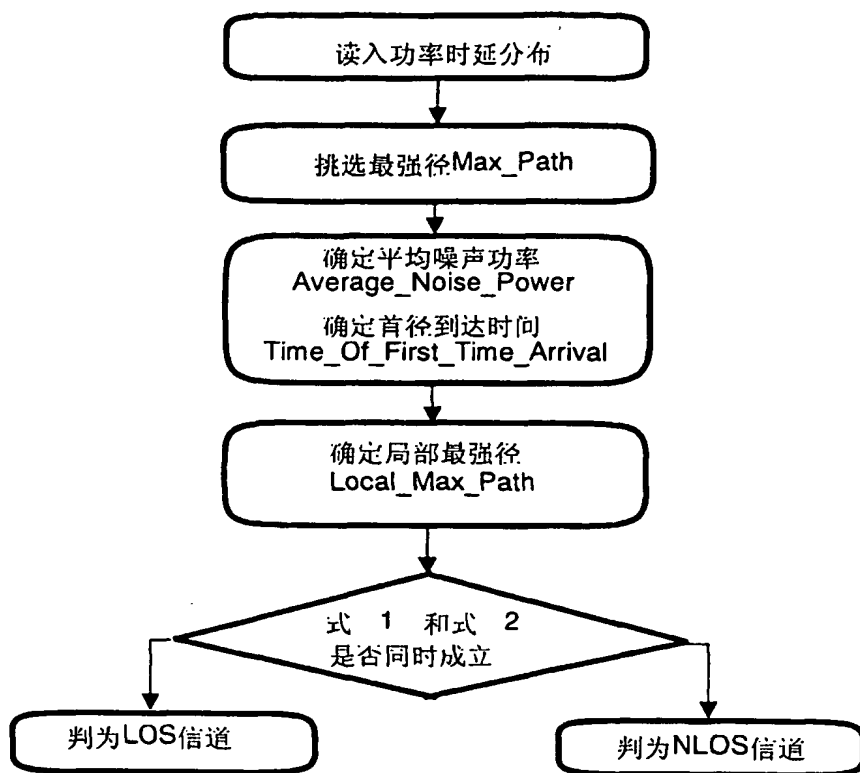 读入功率时延分布
挑选最强径Max_Path
确定平均噪声功率
Average_Noise_Power
确定首径到达时间
Time_Of_First_Time_Arrival
确定局部最强径
Local_Max_Path
式 1 和式 2
是否同时成立
判为LOS信道
判为NLOS信道